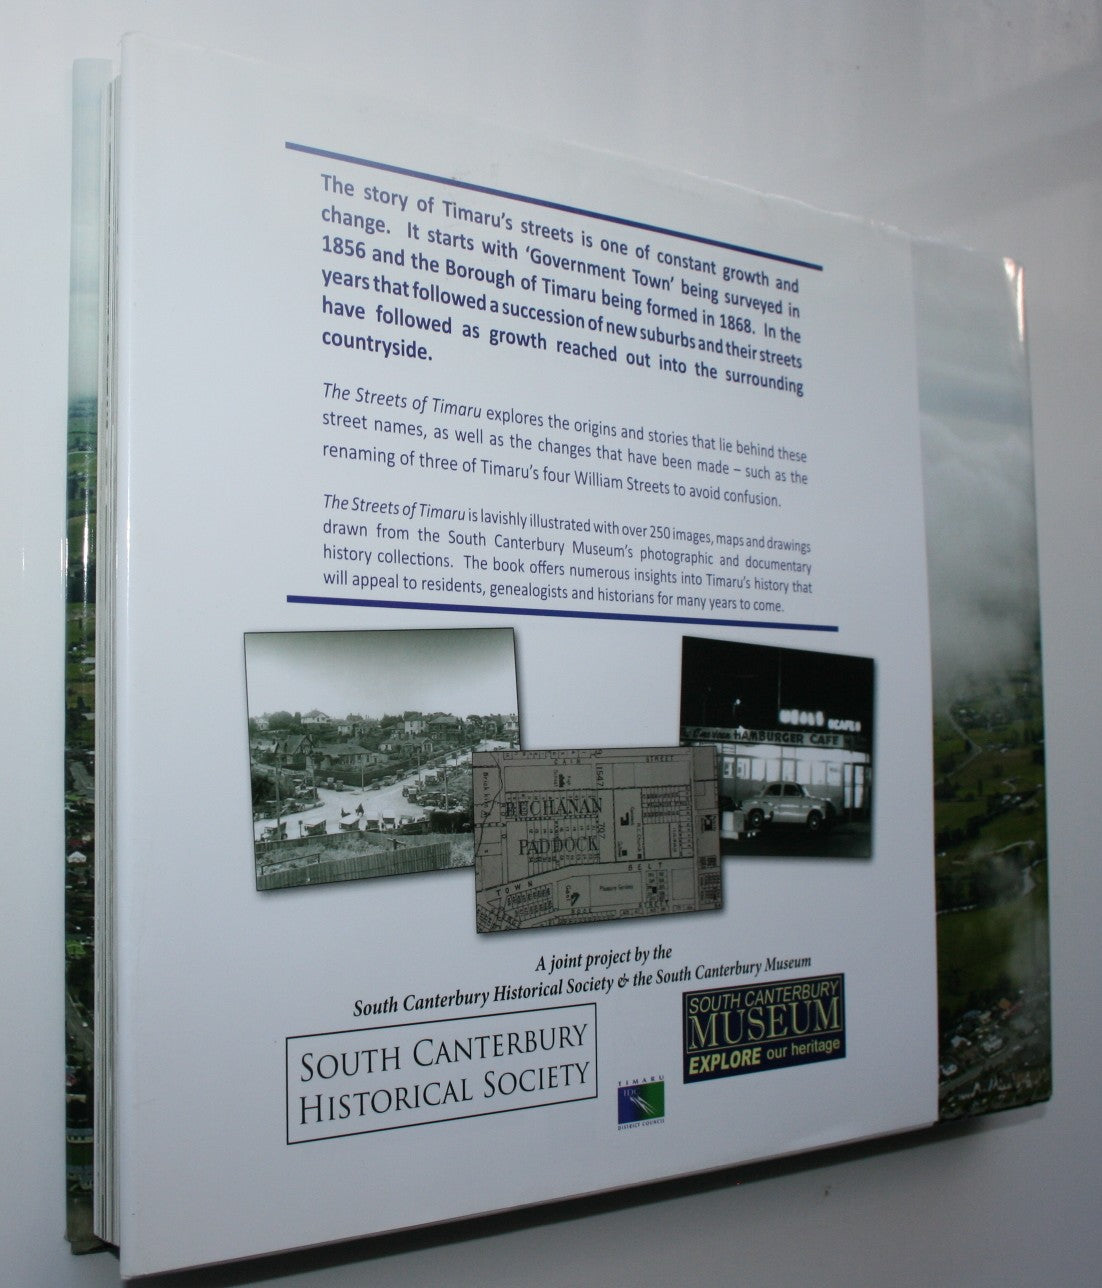 The story of Timaru's streets is one of constant growth and
change. It starts with 'Government Town' being surveyed in
1856 and the Borough of Timaru being formed in 1868. In the
years that followed a succession of new suburbs and their streets
have followed as growth reached out into the surrounding
countryside.
The Streets of Timaru explores the origins and stories that lie behind these
street names, as well as the changes that have been made – such as the
renaming of three of Timaru's four William Streets to avoid confusion.
The Streets of Timaru is lavishly illustrated with over 250 images, maps and drawings
drawn from the South Canterbury Museum's photographic and documentary
history collections. The book offers numerous insights into Timaru's history that
will appeal to residents, genealogists and historians for many years to come.
HAMBURGER CAFE
STREET
BUCHANAN
PADDOCK
TOWN
BELT
A joint project by the
South Canterbury Historical Society & the South Canterbury Museum
SOUTH CANTERBURY
HISTORICAL SOCIETY
TIMARU
DISTRICT COUNCIL
SOUTH CANTERBURY
MUSEUM
EXPLORE our heritage